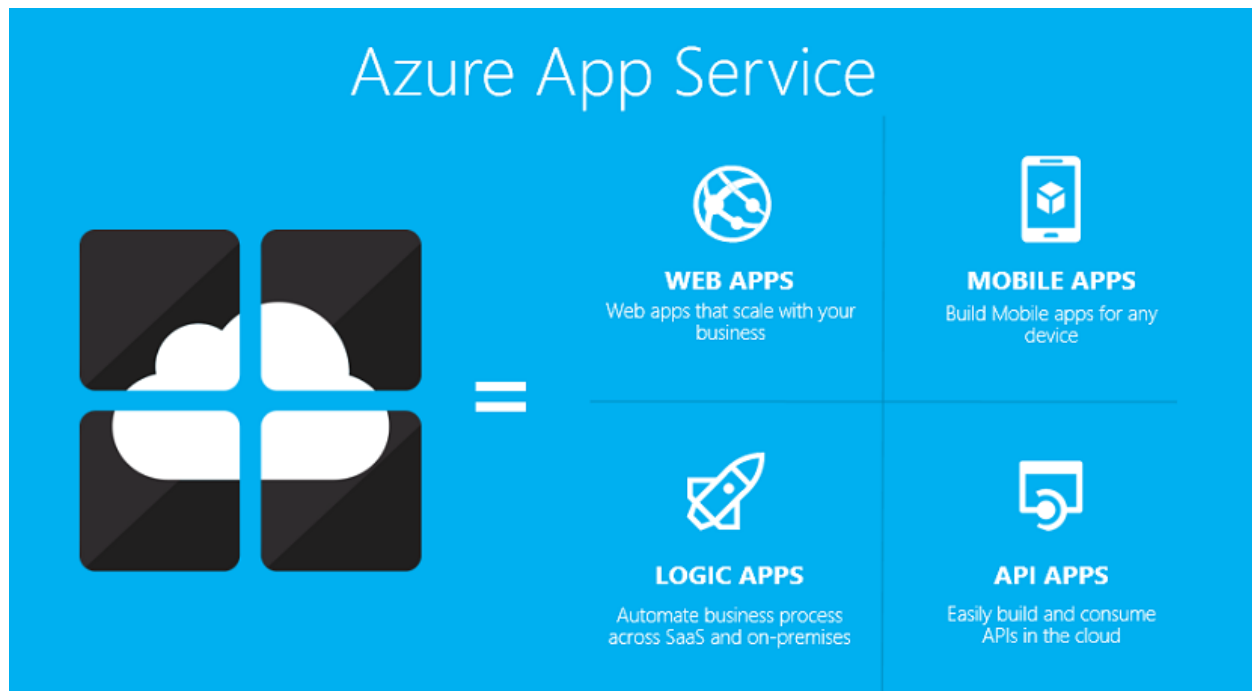 Azure App Service
WEB APPS
Web apps that scale with your
business
MOBILE APPS
Build Mobile apps for any
device
=
LOGIC APPS
Automate business process
across SaaS and on-premises
API APPS
Easily build and consume
APIs in the cloud